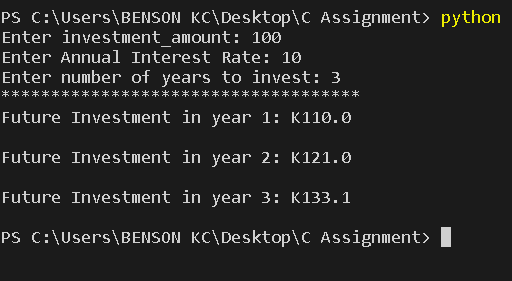 PS C:\Users\BENSON KC\Desktop\C Assignment> python
Enter investment_amount: 100
Enter Annual Interest Rate: 10
Enter number of years to invest: 3
************************************
Future Investment in year 1: K110.0
Future Investment in year 2: K121.0
Future Investment in year 3: K133.1
PS C:\Users\BENSON KC\Desktop\C Assignment>